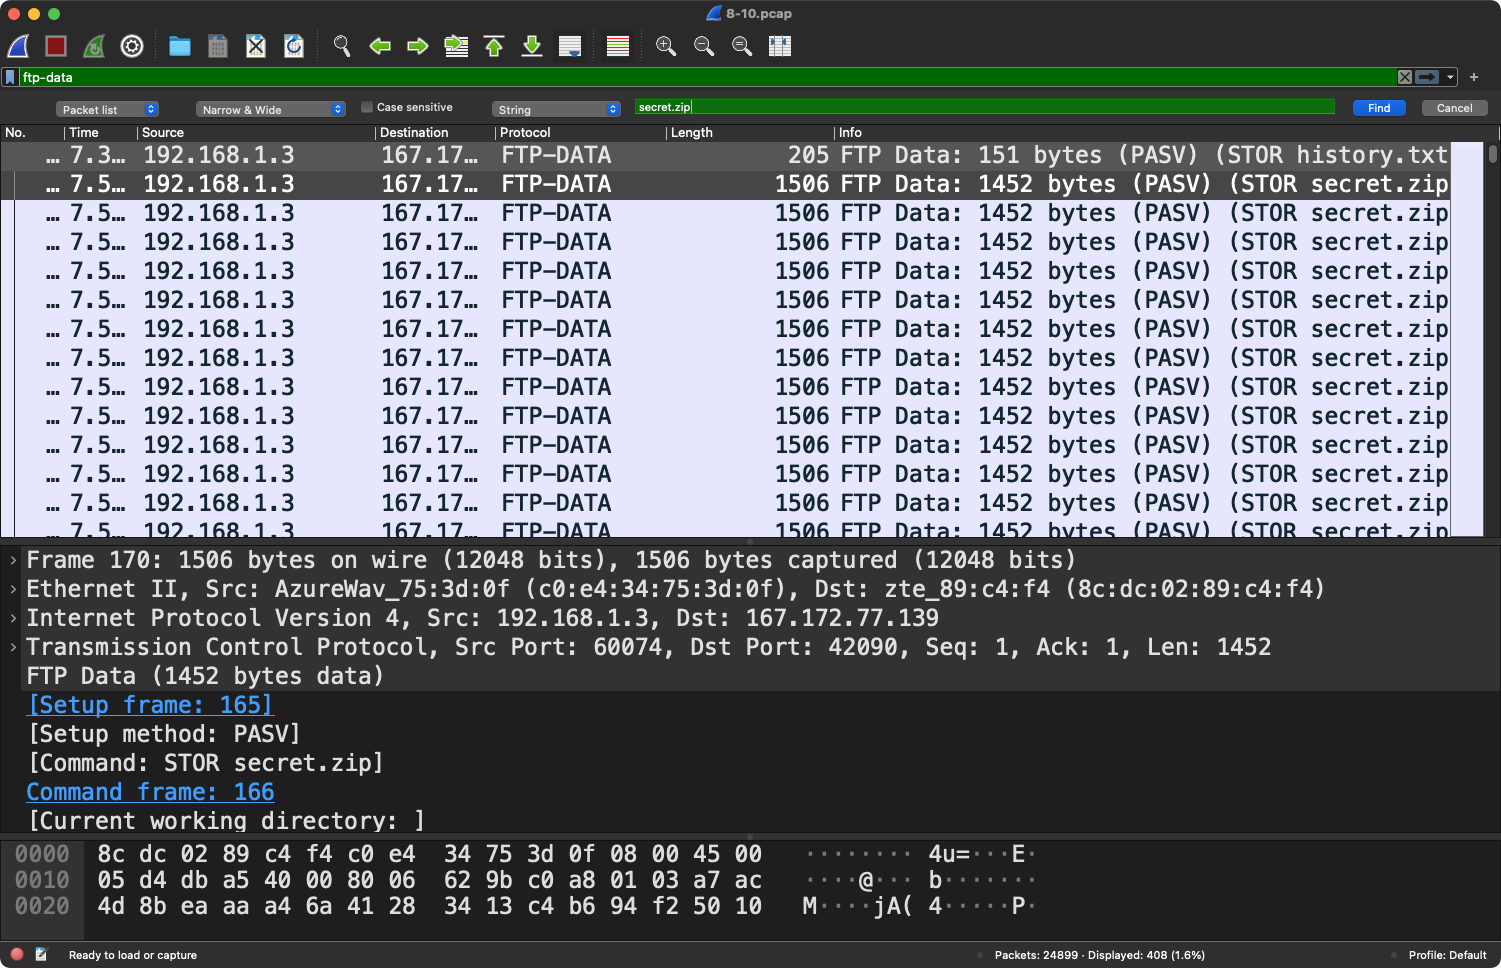 8-10.pcap
ftp-data
Packet list Narrow & Wide Case sensitive String secret.zip Find Cancel
No. Time Source Destination Protocol Length Info
… 7.3… 192.168.1.3 167.17… FTP-DATA 205 FTP Data: 151 bytes (PASV) (STOR history.txt
… 7.5… 192.168.1.3 167.17… FTP-DATA 1506 FTP Data: 1452 bytes (PASV) (STOR secret.zip
… 7.5… 192.168.1.3 167.17… FTP-DATA 1506 FTP Data: 1452 bytes (PASV) (STOR secret.zip
… 7.5… 192.168.1.3 167.17… FTP-DATA 1506 FTP Data: 1452 bytes (PASV) (STOR secret.zip
… 7.5… 192.168.1.3 167.17… FTP-DATA 1506 FTP Data: 1452 bytes (PASV) (STOR secret.zip
… 7.5… 192.168.1.3 167.17… FTP-DATA 1506 FTP Data: 1452 bytes (PASV) (STOR secret.zip
… 7.5… 192.168.1.3 167.17… FTP-DATA 1506 FTP Data: 1452 bytes (PASV) (STOR secret.zip
… 7.5… 192.168.1.3 167.17… FTP-DATA 1506 FTP Data: 1452 bytes (PASV) (STOR secret.zip
… 7.5… 192.168.1.3 167.17… FTP-DATA 1506 FTP Data: 1452 bytes (PASV) (STOR secret.zip
… 7.5… 192.168.1.3 167.17… FTP-DATA 1506 FTP Data: 1452 bytes (PASV) (STOR secret.zip
… 7.5… 192.168.1.3 167.17… FTP-DATA 1506 FTP Data: 1452 bytes (PASV) (STOR secret.zip
… 7.5… 192.168.1.3 167.17… FTP-DATA 1506 FTP Data: 1452 bytes (PASV) (STOR secret.zip
… 7.5… 192.168.1.3 167.17… FTP-DATA 1506 FTP Data: 1452 bytes (PASV) (STOR secret.zip
… 7.5… 192.168.1.3 167.17… FTP-DATA 1506 FTP Data: 1452 bytes (PASV) (STOR secret.zip
Frame 170: 1506 bytes on wire (12048 bits), 1506 bytes captured (12048 bits)
Ethernet II, Src: AzureWav_75:3d:0f (c0:e4:34:75:3d:0f), Dst: zte_89:c4:f4 (8c:dc:02:89:c4:f4)
Internet Protocol Version 4, Src: 192.168.1.3, Dst: 167.172.77.139
Transmission Control Protocol, Src Port: 60074, Dst Port: 42090, Seq: 1, Ack: 1, Len: 1452
FTP Data (1452 bytes data)
[Setup frame: 165]
[Setup method: PASV]
[Command: STOR secret.zip]
Command frame: 166
[Current working directory: ]
0000 8c dc 02 89 c4 f4 c0 e4 34 75 3d 0f 08 00 45 00 ········ 4u=···E·
0010 05 d4 db a5 40 00 80 06 62 9b c0 a8 01 03 a7 ac ····@··· b·······
0020 4d 8b ea aa a4 6a 41 28 34 13 c4 b6 94 f2 50 10 M····jA( 4·····P·
Ready to load or capture Packets: 24899 · Displayed: 408 (1.6%) Profile: Default